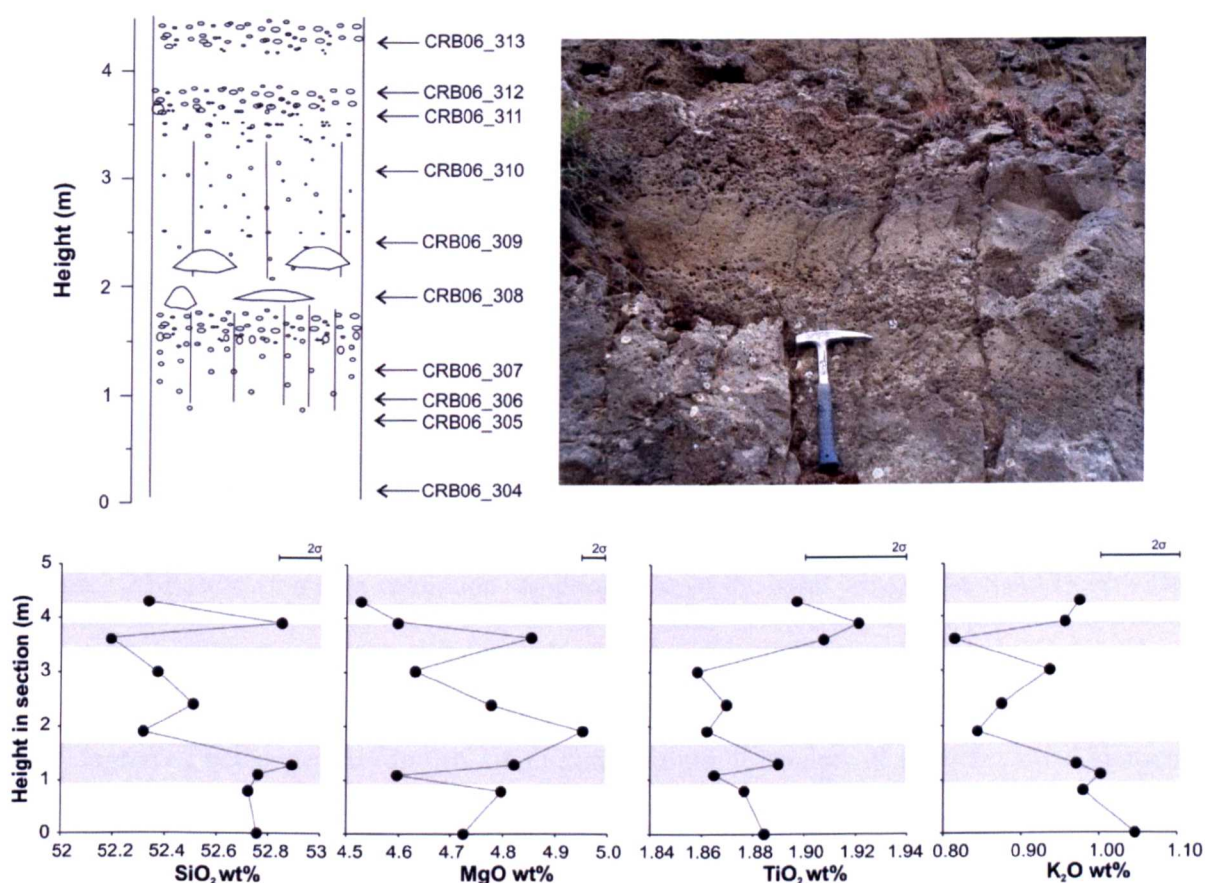 4
3
2
1
0
Height (m)
CRB06_313
CRB06_312
CRB06_311
CRB06_310
CRB06_309
CRB06_308
CRB06_307
CRB06_306
CRB06_305
CRB06_304
2σ
2σ
2σ
2σ
5
4
3
2
1
0
Height in section (m)
52 52.2 52.4 52.6 52.8 53
SiO₂ wt%
4.5 4.6 4.7 4.8 4.9 5.0
MgO wt%
1.84 1.86 1.88 1.90 1.92 1.94
TiO₂ wt%
0.80 0.90 1.00 1.10
K₂O wt%